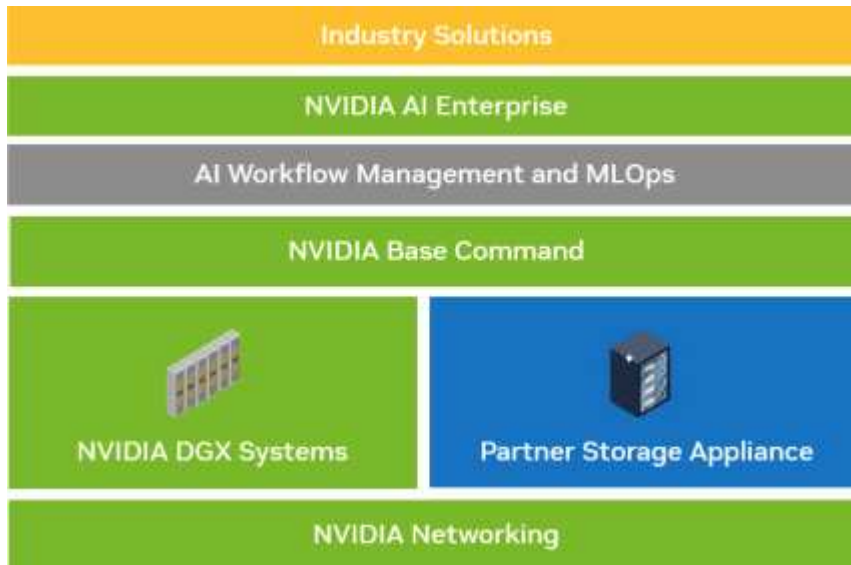 Industry Solutions
NVIDIA AI Enterprise
AI Workflow Management and MLOps
NVIDIA Base Command
NVIDIA DGX Systems
Partner Storage Appliance
NVIDIA Networking